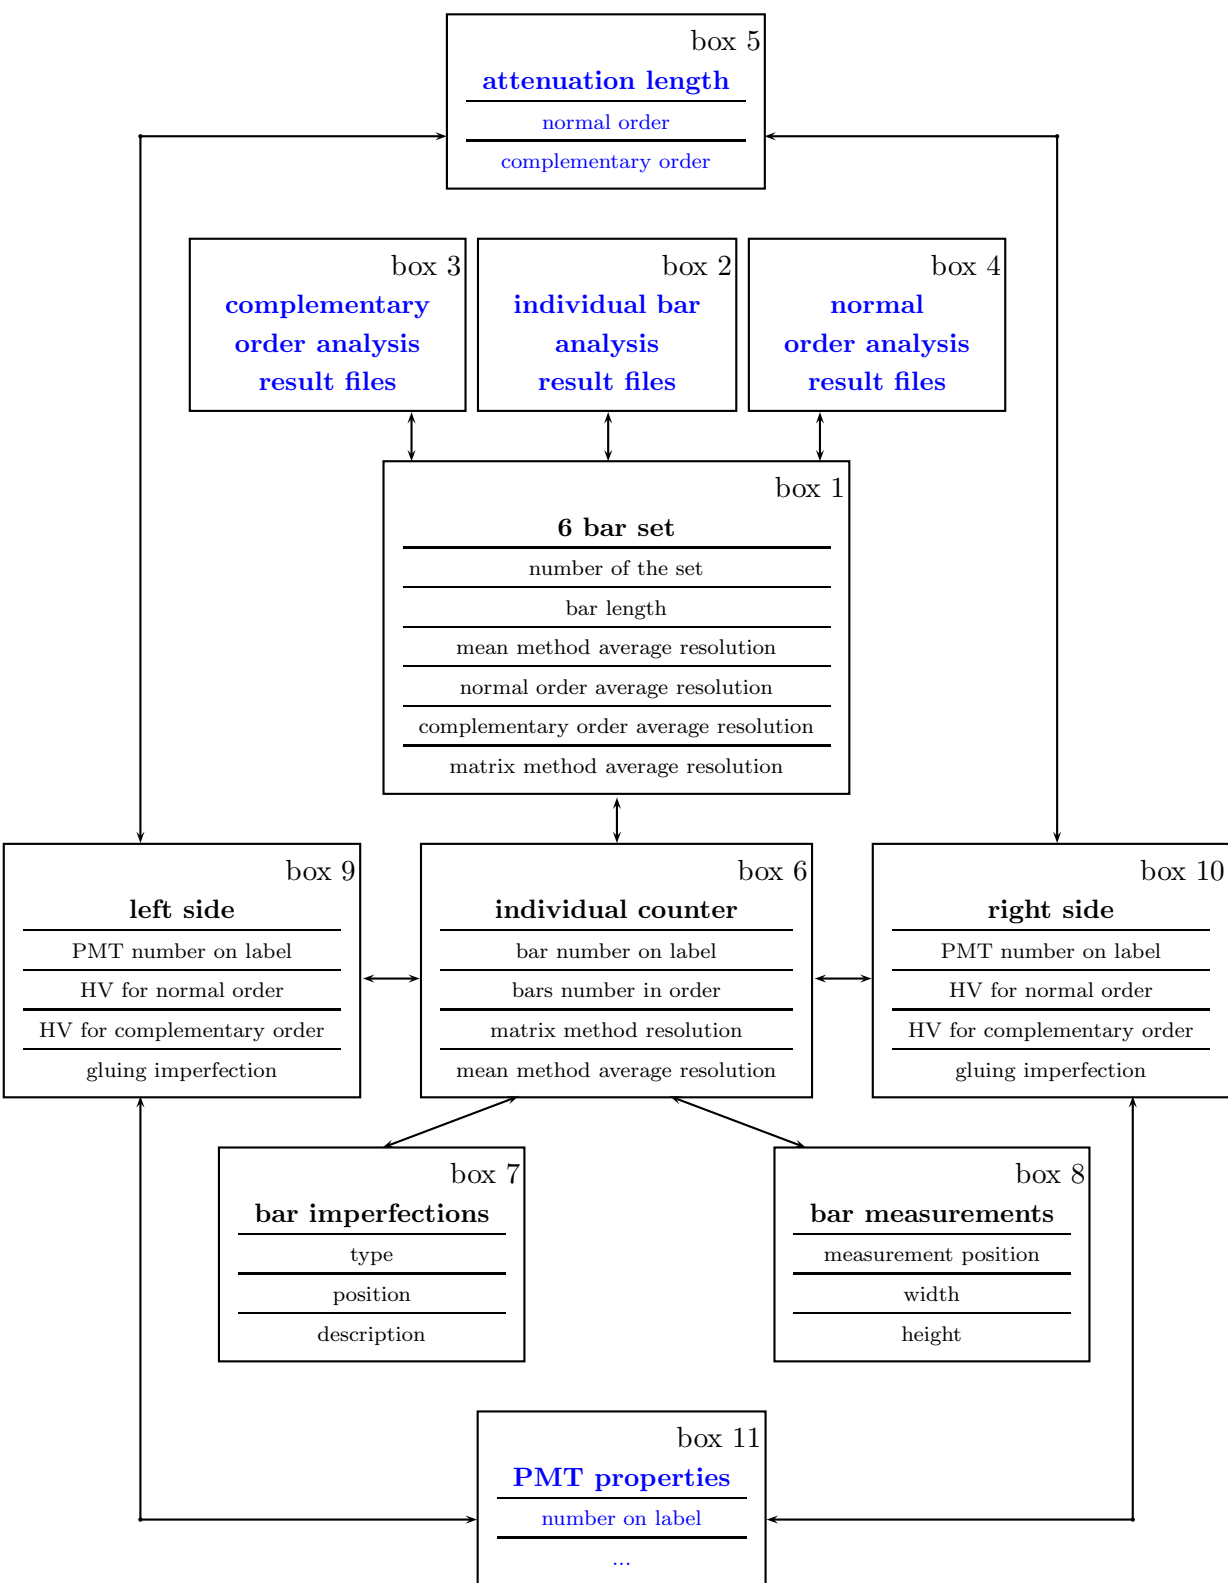 box 5
attenuation length
normal order
complementary order
box 3
complementary
order analysis
result files
box 2
individual bar
analysis
result files
box 4
normal
order analysis
result files
box 1
6 bar set
number of the set
bar length
mean method average resolution
normal order average resolution
complementary order average resolution
matrix method average resolution
box 9
left side
PMT number on label
HV for normal order
HV for complementary order
gluing imperfection
box 6
individual counter
bar number on label
bars number in order
matrix method resolution
mean method average resolution
box 10
right side
PMT number on label
HV for normal order
HV for complementary order
gluing imperfection
box 7
bar imperfections
type
position
description
box 8
bar measurements
measurement position
width
height
box 11
PMT properties
number on label
...